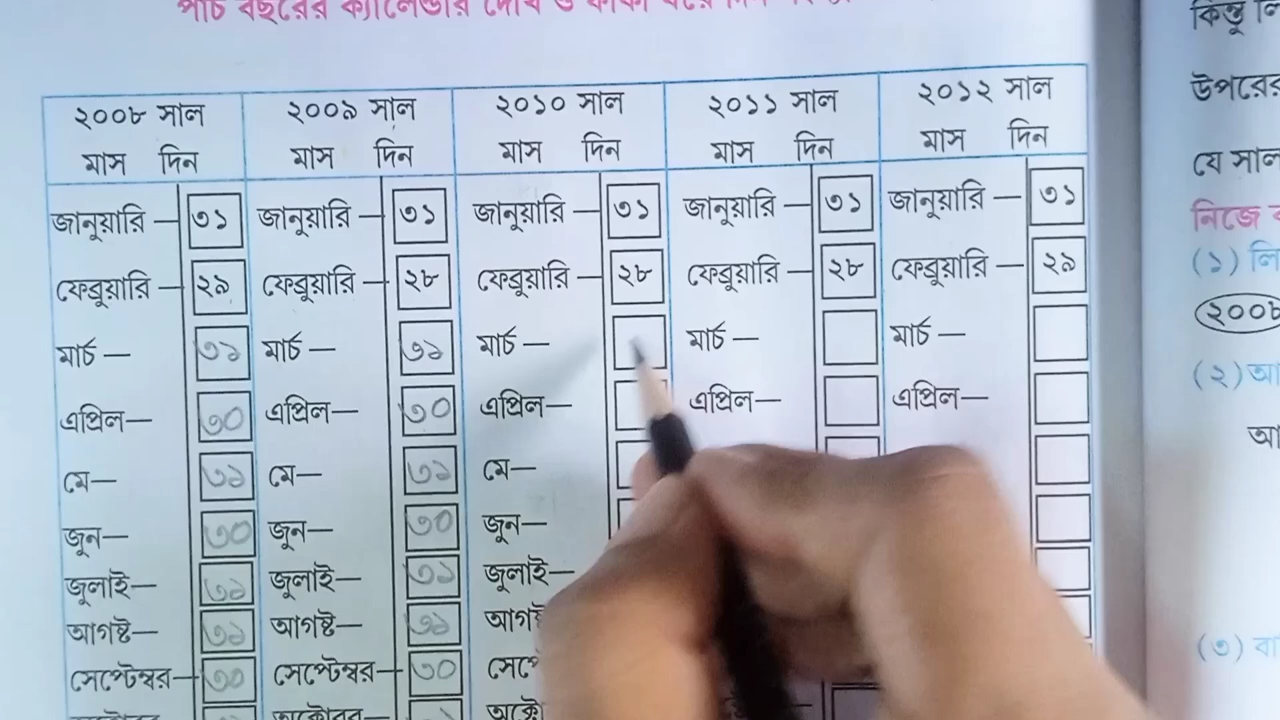 ২০০৮ সাল ২০০৯ সাল ২০১০ সাল ২০১১ সাল ২০১২ সাল
মাস দিন মাস দিন মাস দিন মাস দিন মাস দিন
জানুয়ারি — ৩১ জানুয়ারি — ৩১ জানুয়ারি — ৩১ জানুয়ারি — ৩১ জানুয়ারি — ৩১
ফেব্রুয়ারি — ২৯ ফেব্রুয়ারি — ২৮ ফেব্রুয়ারি — ২৮ ফেব্রুয়ারি — ২৮ ফেব্রুয়ারি — ২৯
মার্চ — ৩১ মার্চ — ৩১ মার্চ — মার্চ — মার্চ —
এপ্রিল— ৩০ এপ্রিল— ৩০ এপ্রিল— এপ্রিল— এপ্রিল—
মে— ৩১ মে— ৩১ মে—
জুন— ৩০ জুন— ৩০ জুন—
জুলাই— ৩১ জুলাই— ৩১ জুলাই—
আগষ্ট— ৩১ আগষ্ট— ৩১
সেপ্টেম্বর— ৩০ সেপ্টেম্বর— ৩০
কিন্তু
উপরের
যে সাল
নিজে
(১)
২০০৮
(২)
(৩)